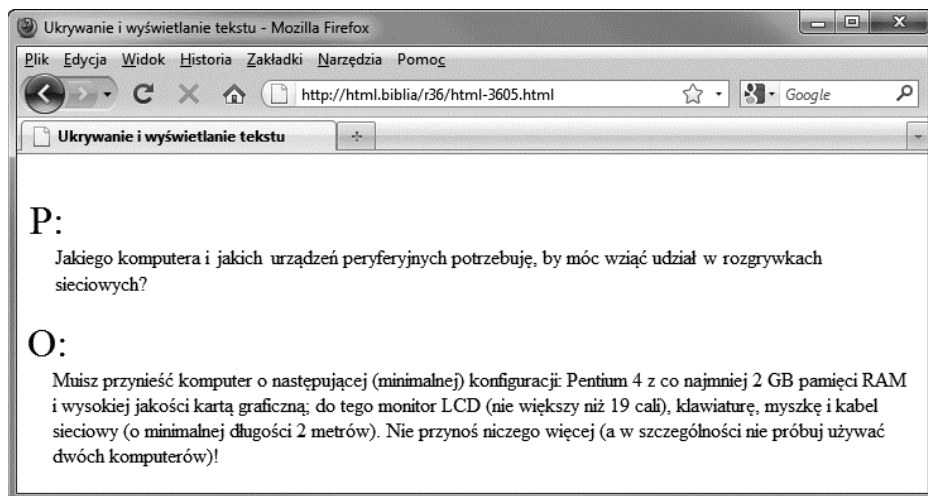 Ukrywanie i wyświetlanie tekstu - Mozilla Firefox
Plik Edycja Widok Historia Zakładki Narzędzia Pomoc
http://html.biblia/r36/html-3605.html Google
Ukrywanie i wyświetlanie tekstu
P:
Jakiego komputera i jakich urządzeń peryferyjnych potrzebuję, by móc wziąć udział w rozgrywkach
sieciowych?
O:
Muisz przynieść komputer o następującej (minimalnej) konfiguracji: Pentium 4 z co najmniej 2 GB pamięci RAM
i wysokiej jakości kartą graficzną; do tego monitor LCD (nie większy niż 19 cali), klawiaturę, myszkę i kabel
sieciowy (o minimalnej długości 2 metrów). Nie przynoś niczego więcej (a w szczególności nie próbuj używać
dwóch komputerów)!